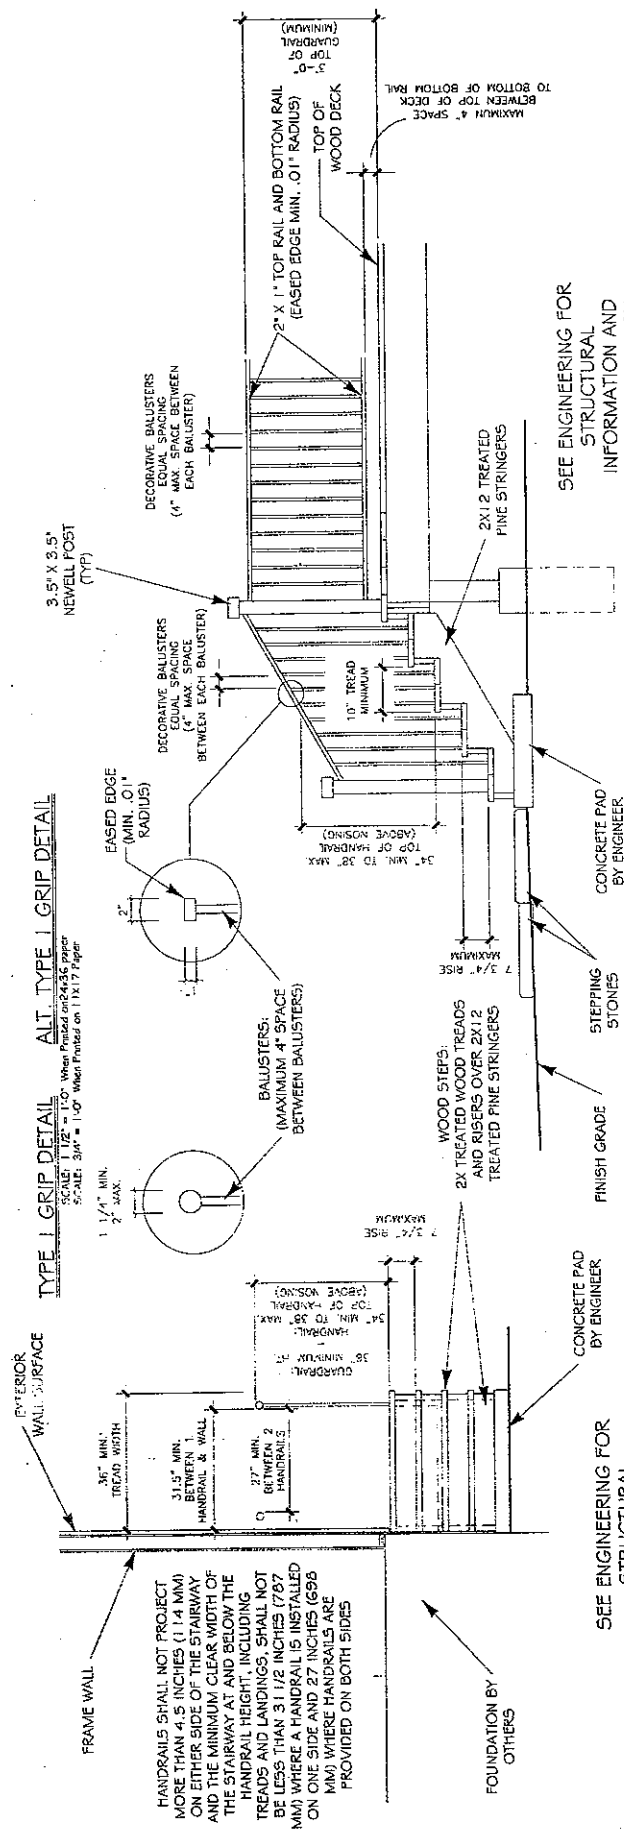 TYPE 1 GRIP DETAIL
ALT. TYPE 1 GRIP DETAIL
SCALE: 1 1/2" = 1'-0" When Printed on 24x36 paper
SCALE: 3/4" = 1'-0" When Printed on 11X17 Paper
EXTERIOR
WALL SURFACE
FRAME WALL
36" MIN.
TREAD WIDTH
31.5" MIN.
BETWEEN 1
HANDRAIL & WALL
27" MIN.
BETWEEN 2
HANDRAILS
HANDRAILS SHALL NOT PROJECT
MORE THAN 4.5 INCHES (114 MM)
ON EITHER SIDE OF THE STAIRWAY
AND THE MINIMUM CLEAR WIDTH OF
THE STAIRWAY AT AND BELOW THE
HANDRAIL HEIGHT, INCLUDING
TREADS AND LANDINGS, SHALL NOT
BE LESS THAN 31 1/2 INCHES (787
MM) WHERE A HANDRAIL IS INSTALLED
ON ONE SIDE AND 27 INCHES (698
MM) WHERE HANDRAILS ARE
PROVIDED ON BOTH SIDES
GUARDRAIL:
36" MINIMUM
HANDRAIL:
34" MIN. TO 38" MAX.
TOP OF HANDRAIL
(ABOVE NOSING)
7 3/4" RISE
MAXIMUM
FOUNDATION BY
OTHERS
SEE ENGINEERING FOR
STRUCTURAL
CONCRETE PAD
BY ENGINEER
WOOD STEPS:
2X TREATED WOOD TREADS
AND RISERS OVER 2X12
TREATED PINE STRINGERS
1 1/4" MIN.
2" MAX.
BALUSTERS:
(MAXIMUM 4" SPACE
BETWEEN BALUSTERS)
2"
EASED EDGE
(MIN. .01"
RADIUS)
FINISH GRADE
STEPPING
STONES
7 3/4" RISE
MAXIMUM
34" MIN. TO 38" MAX.
TOP OF HANDRAIL
(ABOVE NOSING)
10" TREAD
MINIMUM
CONCRETE PAD
BY ENGINEER
DECORATIVE BALUSTERS
EQUAL SPACING
(4" MAX. SPACE
BETWEEN EACH BALUSTER)
3.5" X 3.5"
NEWELL POST
(TYP)
DECORATIVE BALUSTERS
EQUAL SPACING
(4" MAX. SPACE BETWEEN
EACH BALUSTER)
2X12 TREATED
PINE STRINGERS
2" X 1" TOP RAIL AND BOTTOM RAIL
(EASED EDGE MIN. .01" RADIUS)
TOP OF
WOOD DECK
3'-0"
TOP OF
GUARDRAIL
(MINIMUM)
MAXIMUM 4" SPACE
BETWEEN TOP OF DECK
TO BOTTOM OF BOTTOM RAIL
SEE ENGINEERING FOR
STRUCTURAL
INFORMATION AND